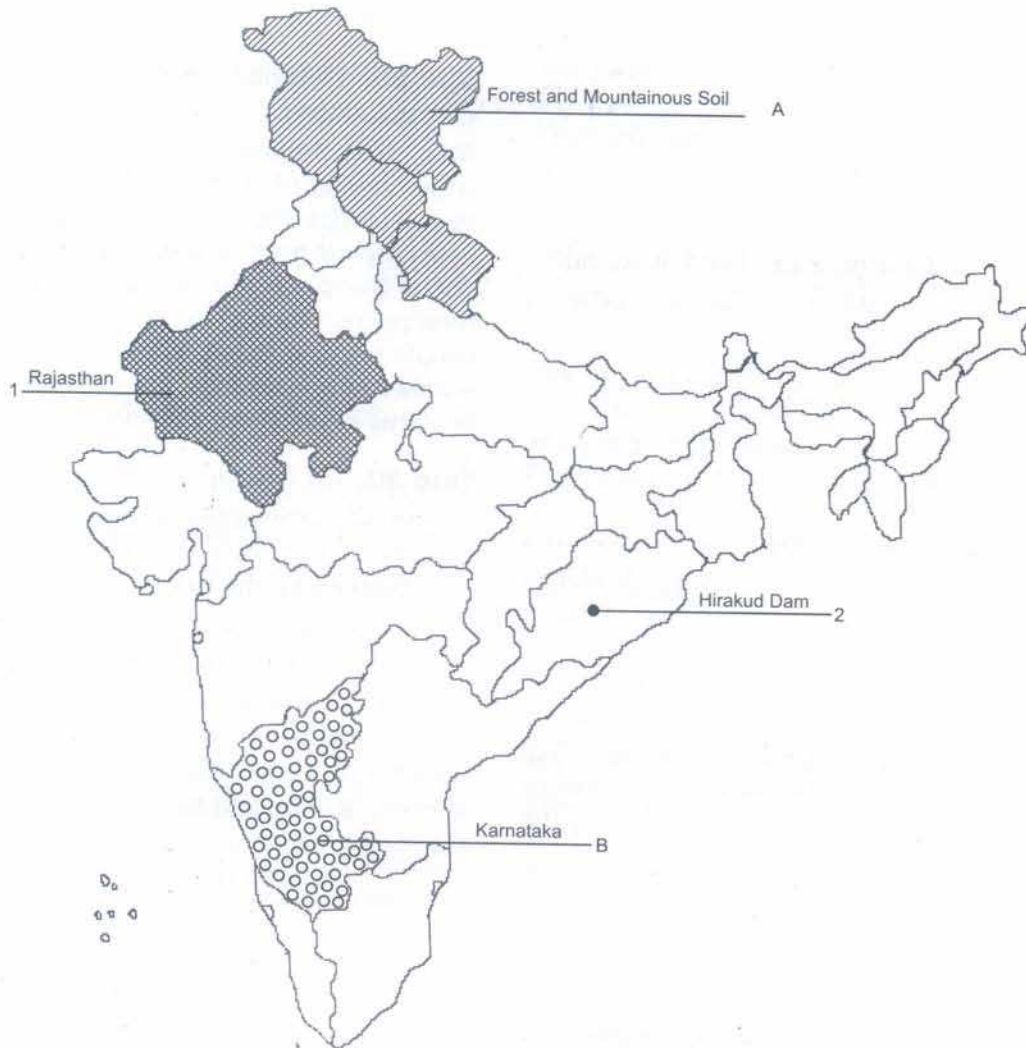 Forest and Mountainous Soil
A
1
Rajasthan
Hirakud Dam
2
Karnataka
B